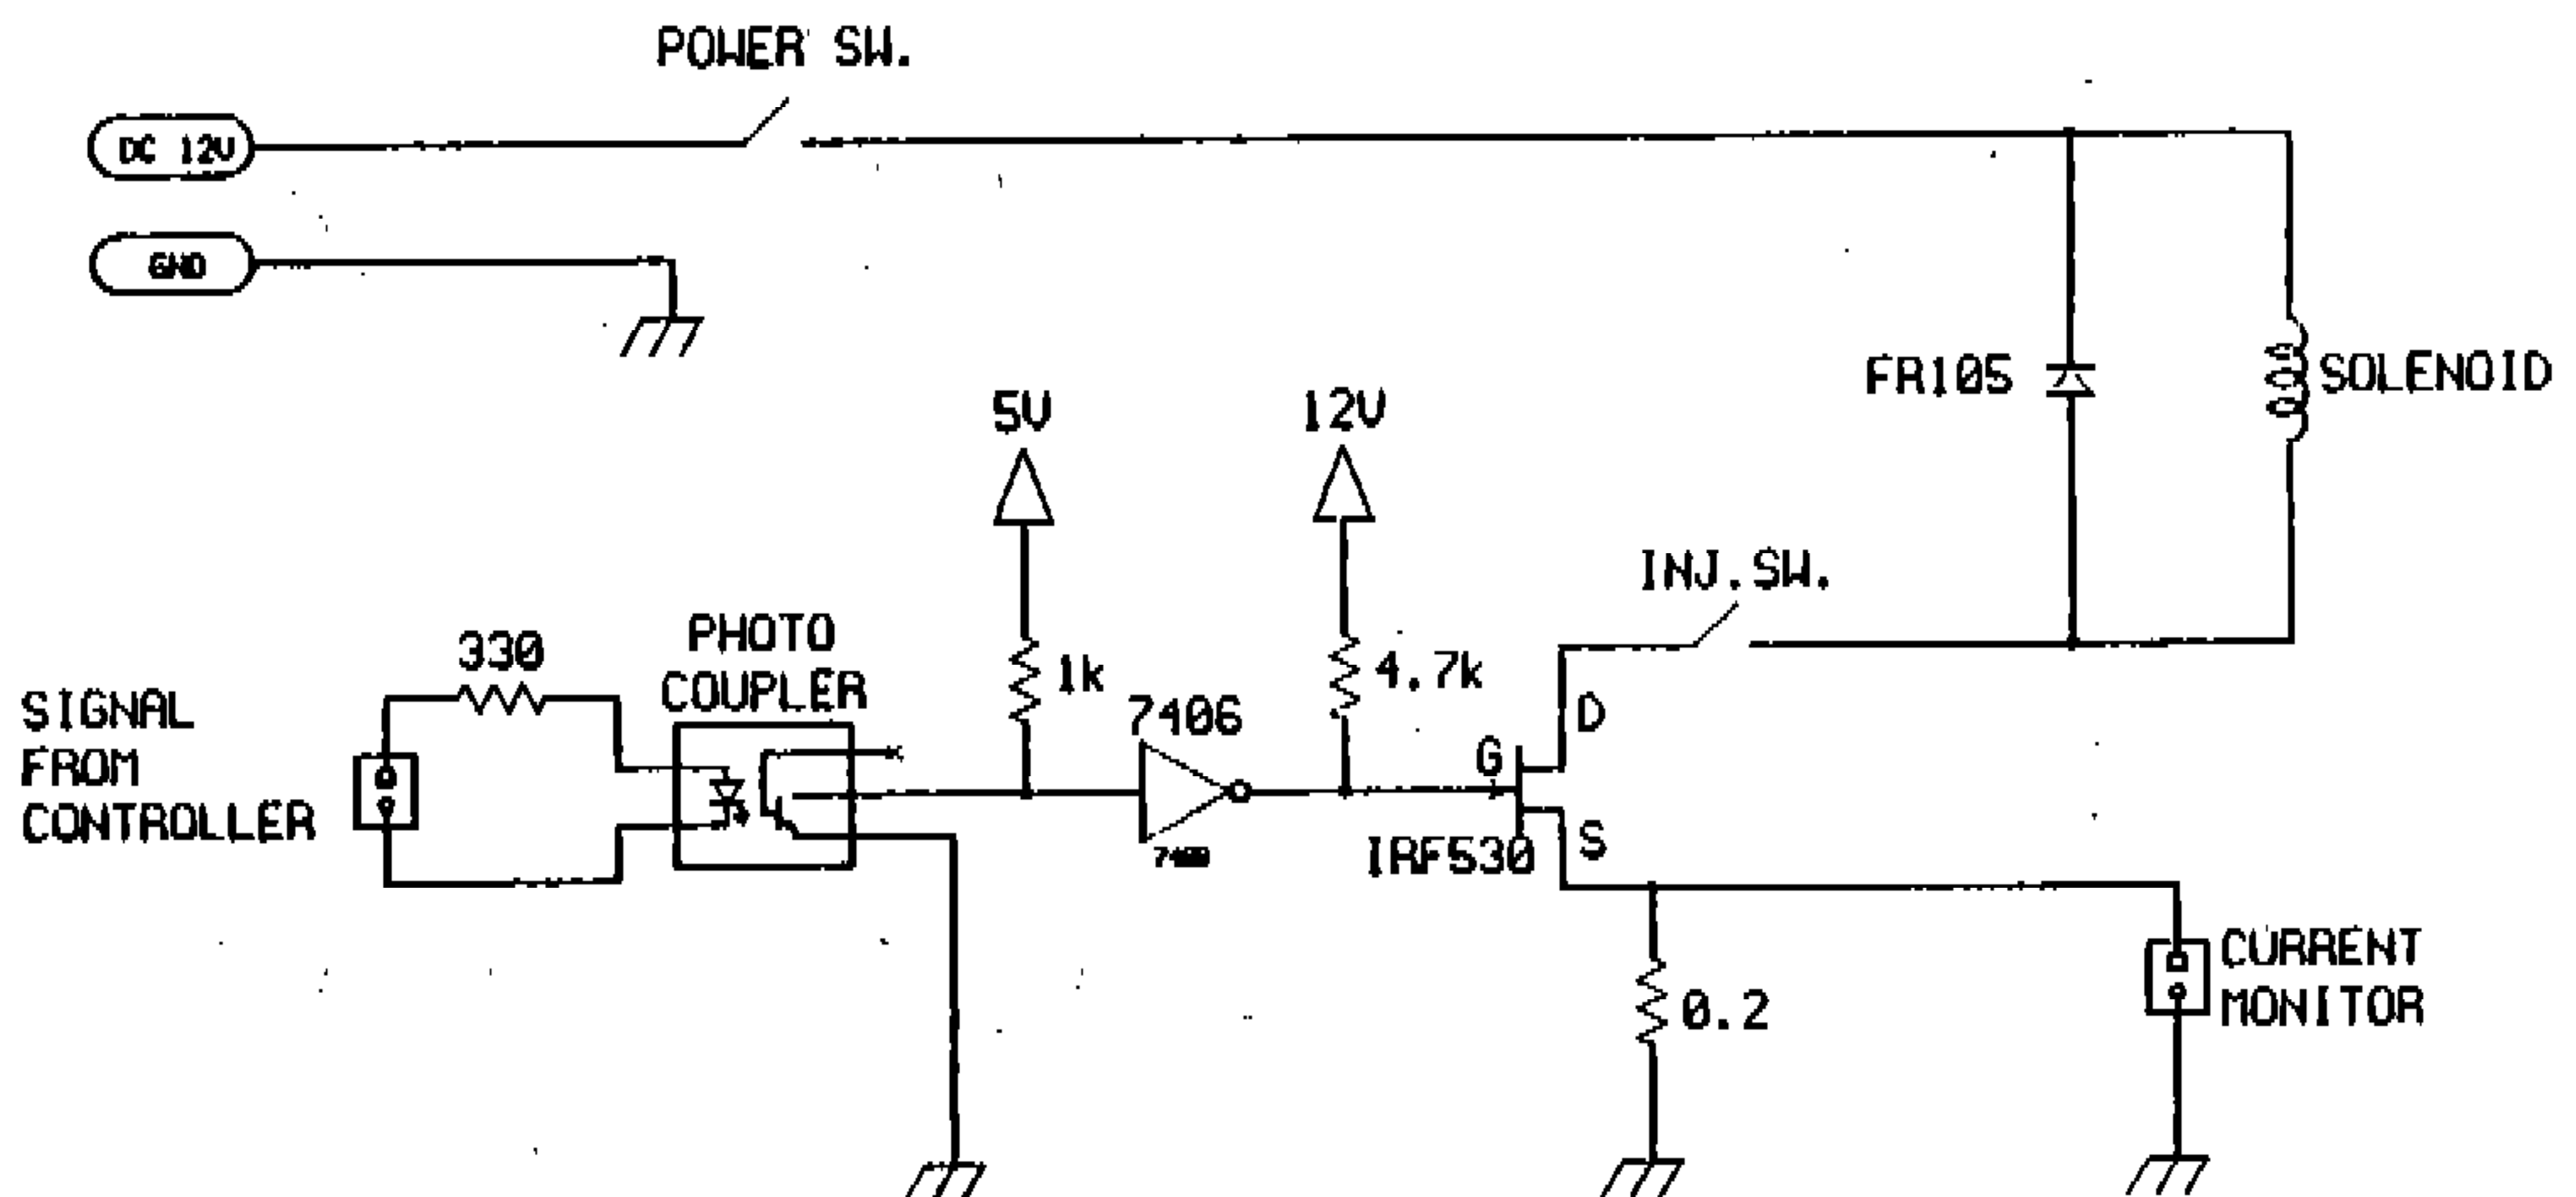 POWER SW.
DC 12V
GND
5V
12V
FR105
SOLENOID
INJ.SW.
330
PHOTO
COUPLER
1k
4.7k
7406
SIGNAL
FROM
CONTROLLER
D
G
S
IRF530
0.2
CURRENT
MONITOR